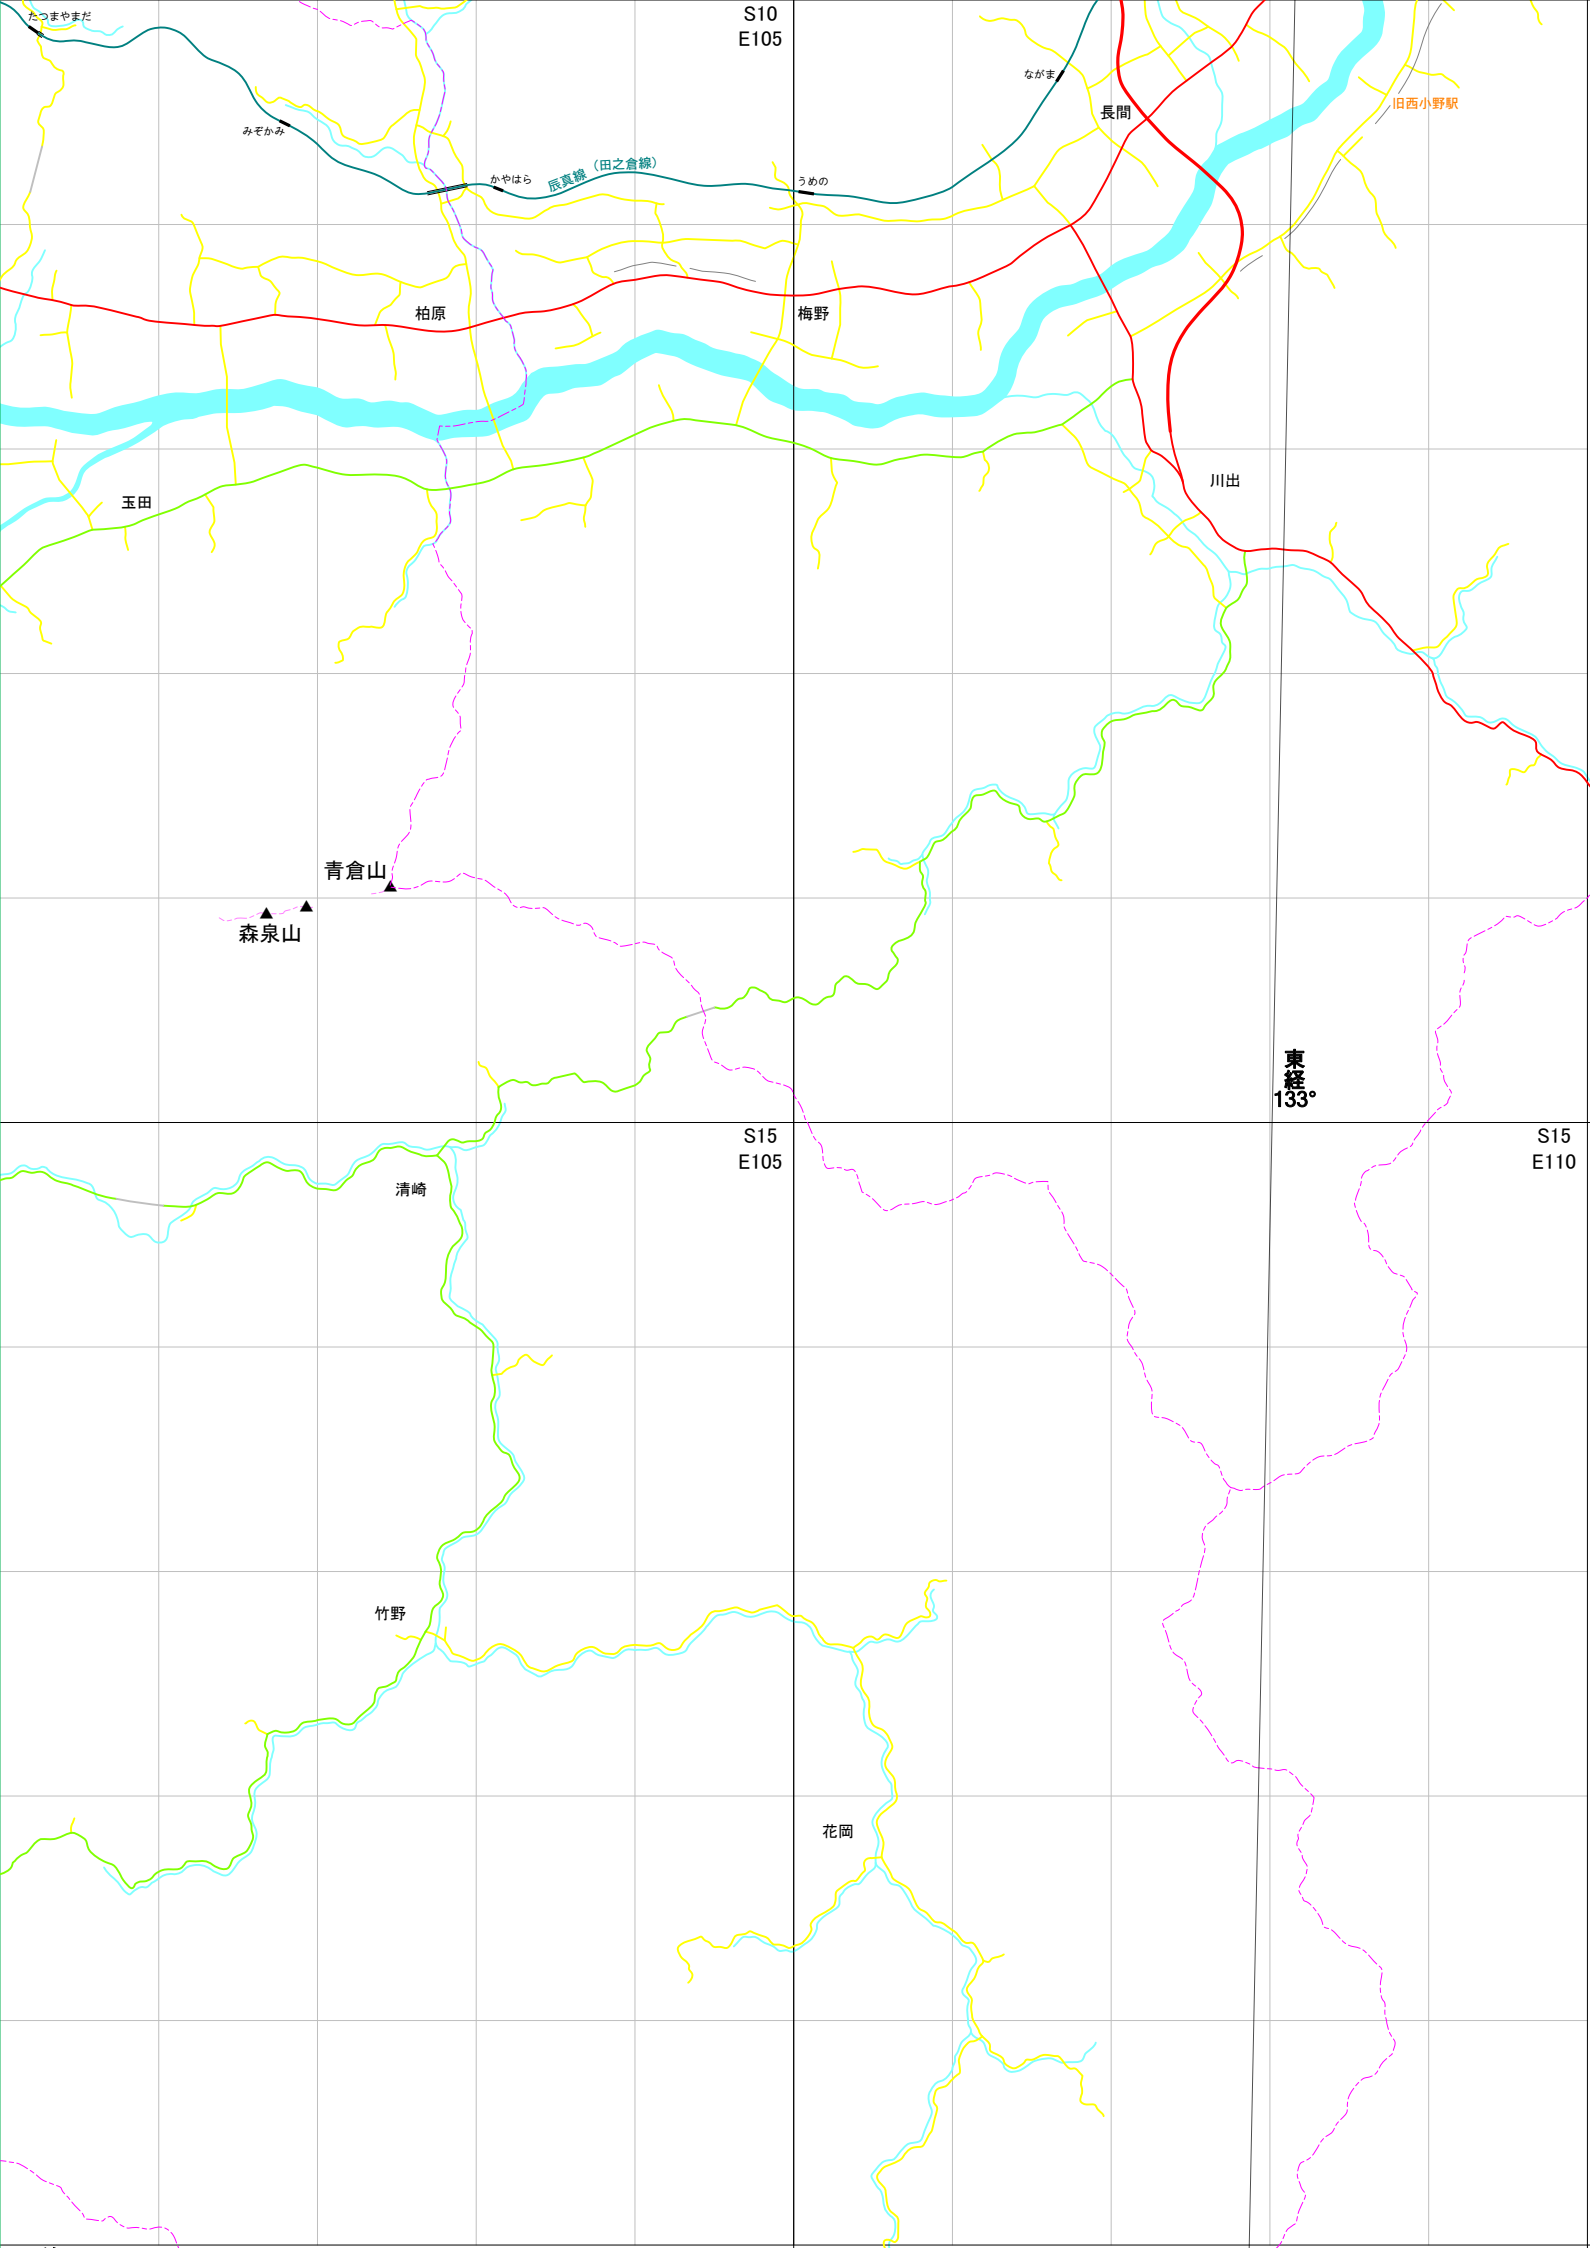 たつまやまだ
S10
E105
ながま
長間
旧西小野駅
みぞかみ
かやはら
辰真線（田之倉線）
うめの
柏原
梅野
川出
玉田
青倉山
森泉山
東
経
133°
S15
E105
S15
E110
清崎
竹野
花岡